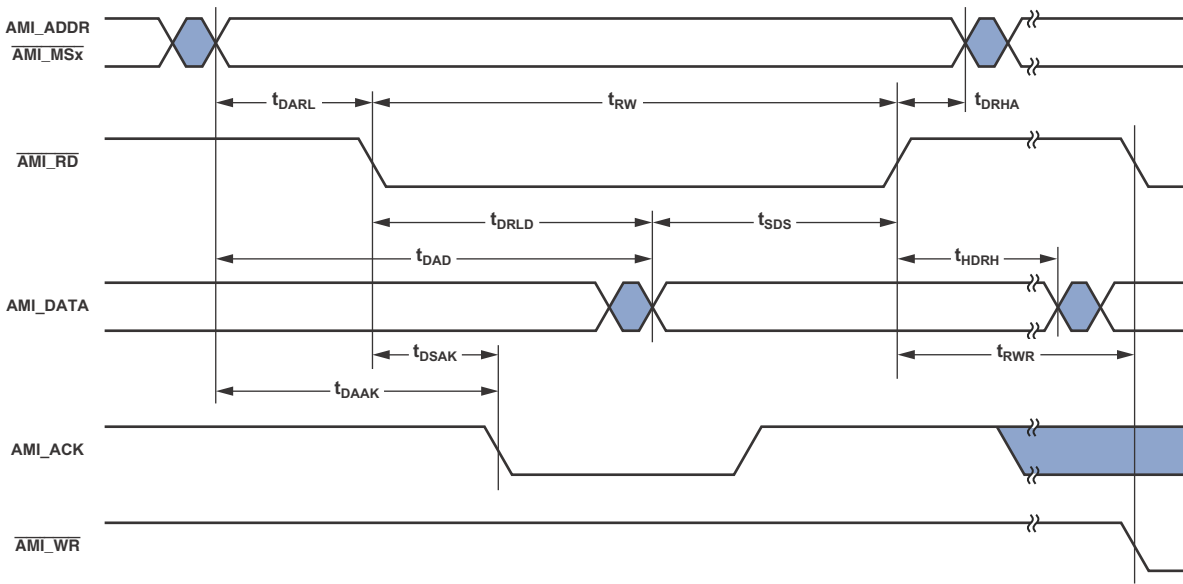 AMI_ADDR
AMI_MSx
tDARL
tRW
tDRHA
AMI_RD
tDRLD
tSDS
tDAD
tHDRH
AMI_DATA
tDSAK
tRWR
tDAAK
AMI_ACK
AMI_WR